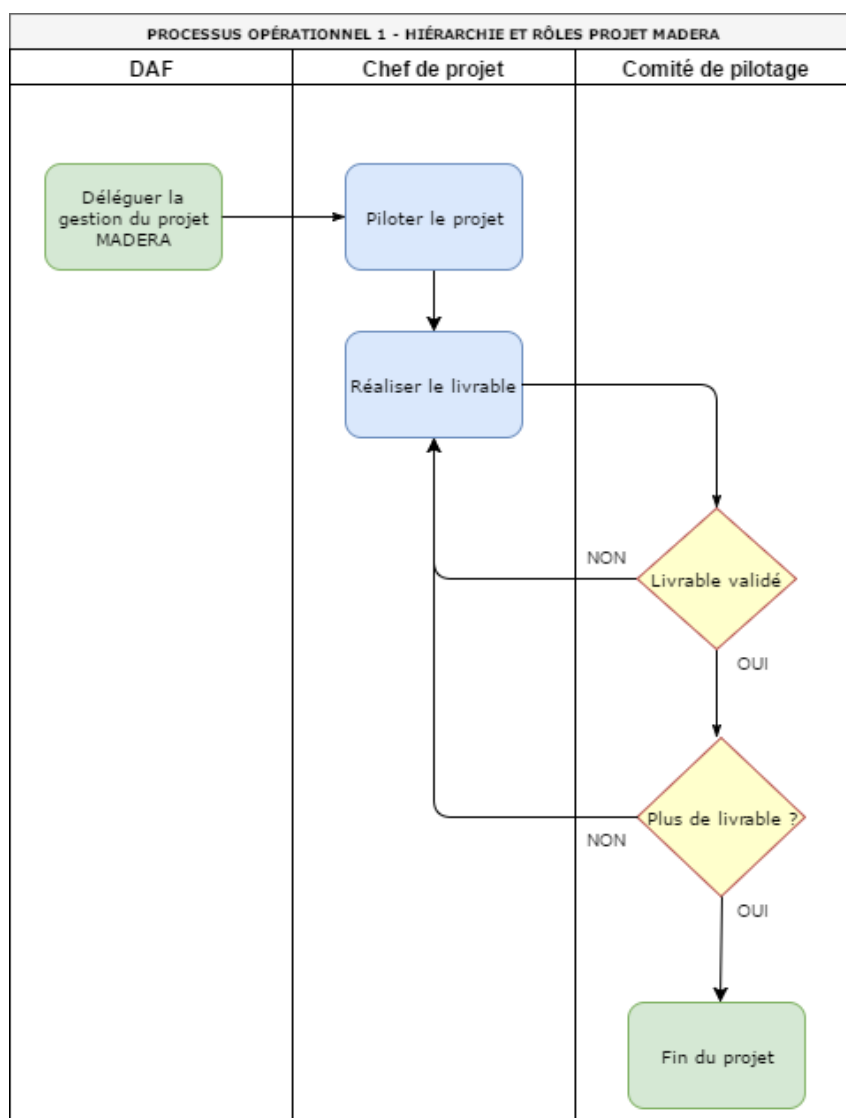 PROCESSUS OPÉRATIONNEL 1 - HIÉRARCHIE ET RÔLES PROJET MADERA
DAF
Chef de projet
Comité de pilotage
Déléguer la
gestion du projet
MADERA
Piloter le projet
Réaliser le livrable
NON
Livrable validé
OUI
Plus de livrable ?
NON
OUI
Fin du projet